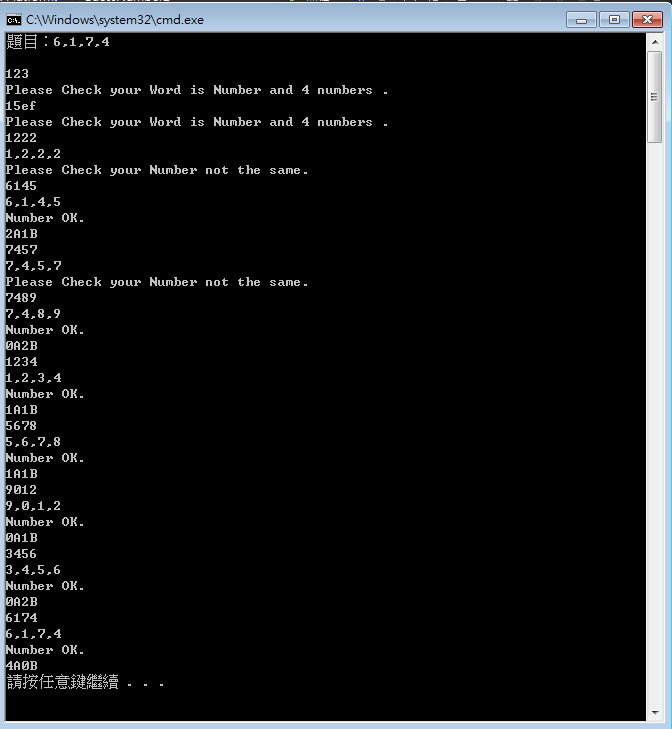 C:\Windows\system32\cmd.exe
題目：6,1,7,4
123
Please Check your Word is Number and 4 numbers .
15ef
Please Check your Word is Number and 4 numbers .
1222
1,2,2,2
Please Check your Number not the same.
6145
6,1,4,5
Number OK.
2A1B
7457
7,4,5,7
Please Check your Number not the same.
7489
7,4,8,9
Number OK.
0A2B
1234
1,2,3,4
Number OK.
1A1B
5678
5,6,7,8
Number OK.
1A1B
9012
9,0,1,2
Number OK.
0A1B
3456
3,4,5,6
Number OK.
0A2B
6174
6,1,7,4
Number OK.
4A0B
請按任意鍵繼續 . . .